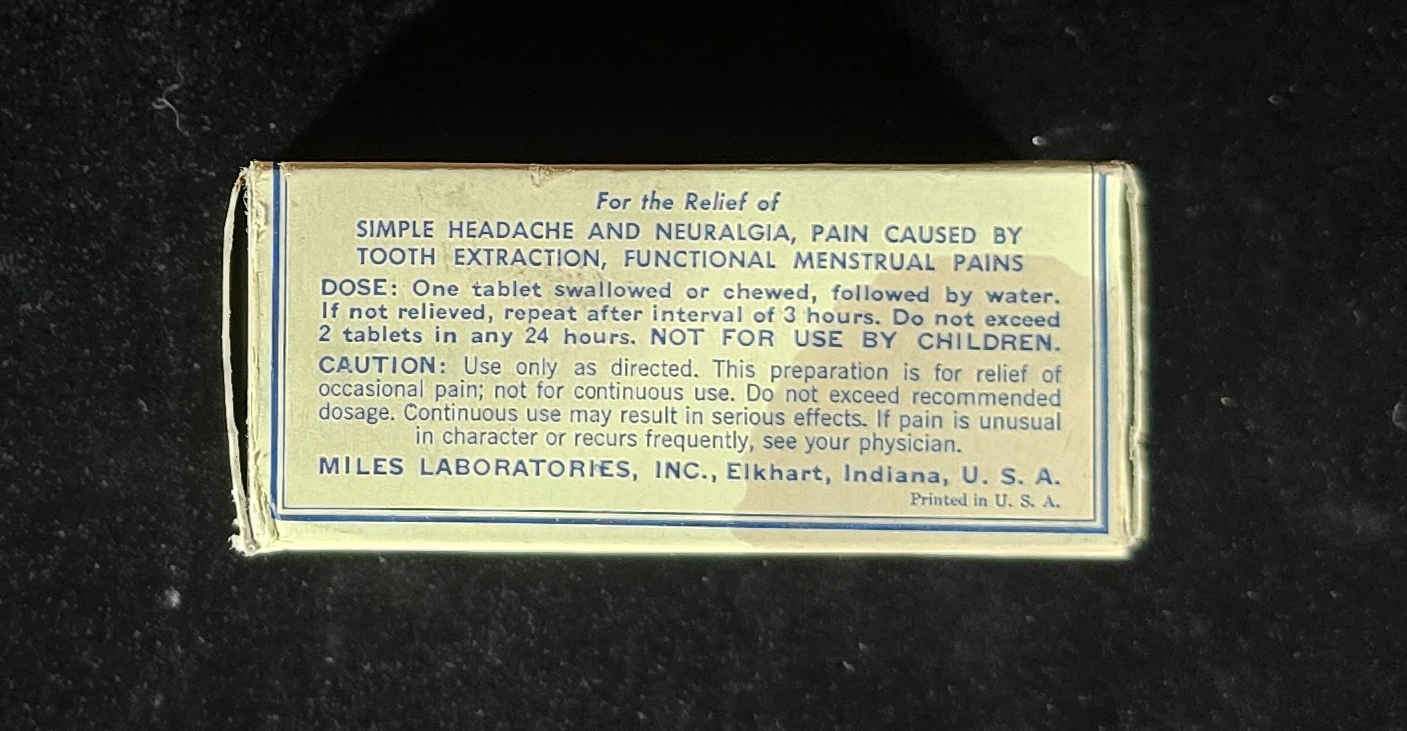 For the Relief of
SIMPLE HEADACHE AND NEURALGIA, PAIN CAUSED BY
TOOTH EXTRACTION, FUNCTIONAL MENSTRUAL PAINS
DOSE: One tablet swallowed or chewed, followed by water.
If not relieved, repeat after interval of 3 hours. Do not exceed
2 tablets in any 24 hours. NOT FOR USE BY CHILDREN.
CAUTION: Use only as directed. This preparation is for relief of
occasional pain; not for continuous use. Do not exceed recommended
dosage. Continuous use may result in serious effects. If pain is unusual
in character or recurs frequently, see your physician.
MILES LABORATORIES, INC., Elkhart, Indiana, U. S. A.
Printed in U. S. A.